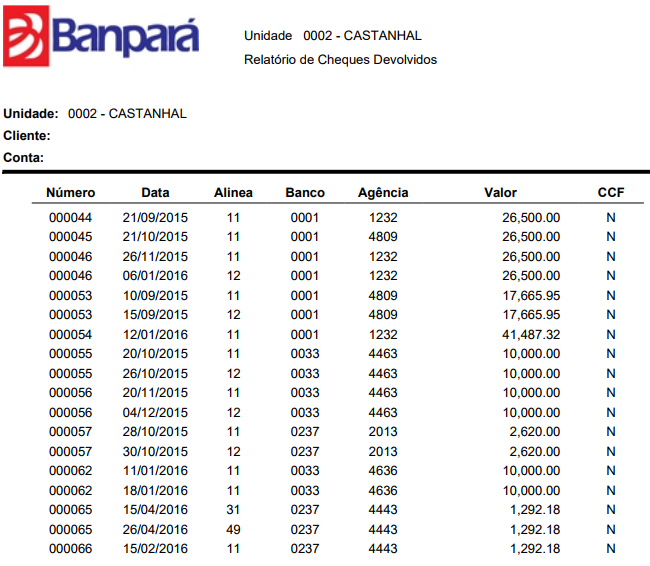 Banpará
Unidade 0002 - CASTANHAL
Relatório de Cheques Devolvidos
Unidade: 0002 - CASTANHAL
Cliente:
Conta:
Número Data Alinea Banco Agência Valor CCF
000044 21/09/2015 11 0001 1232 26,500.00 N
000045 21/10/2015 11 0001 4809 26,500.00 N
000046 26/11/2015 11 0001 1232 26,500.00 N
000046 06/01/2016 12 0001 1232 26,500.00 N
000053 10/09/2015 11 0001 4809 17,665.95 N
000053 15/09/2015 12 0001 4809 17,665.95 N
000054 12/01/2016 11 0001 1232 41,487.32 N
000055 20/10/2015 11 0033 4463 10,000.00 N
000055 26/10/2015 12 0033 4463 10,000.00 N
000056 20/11/2015 11 0033 4463 10,000.00 N
000056 04/12/2015 12 0033 4463 10,000.00 N
000057 28/10/2015 11 0237 2013 2,620.00 N
000057 30/10/2015 12 0237 2013 2,620.00 N
000062 11/01/2016 11 0033 4636 10,000.00 N
000062 18/01/2016 11 0033 4636 10,000.00 N
000065 15/04/2016 31 0237 4443 1,292.18 N
000065 26/04/2016 49 0237 4443 1,292.18 N
000066 15/02/2016 11 0237 4443 1,292.18 N